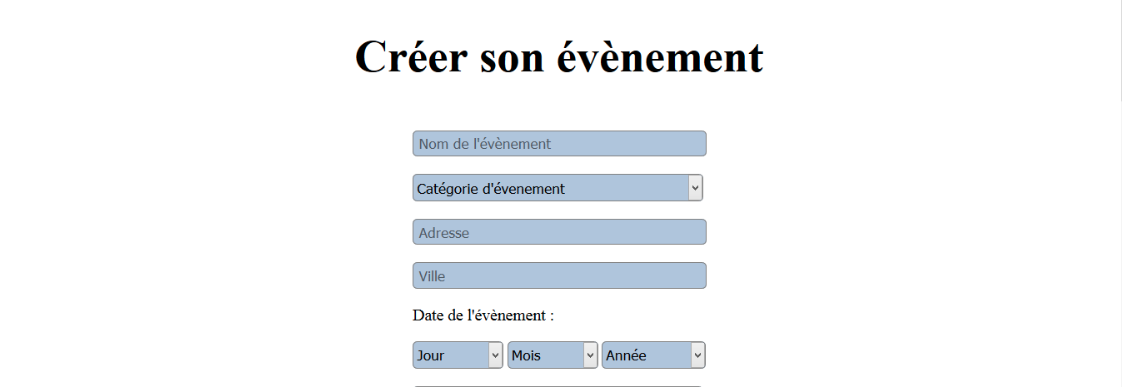 Créer son évènement
Nom de l'évènement
Catégorie d'évenement
Adresse
Ville
Date de l'évènement :
Jour Mois Année